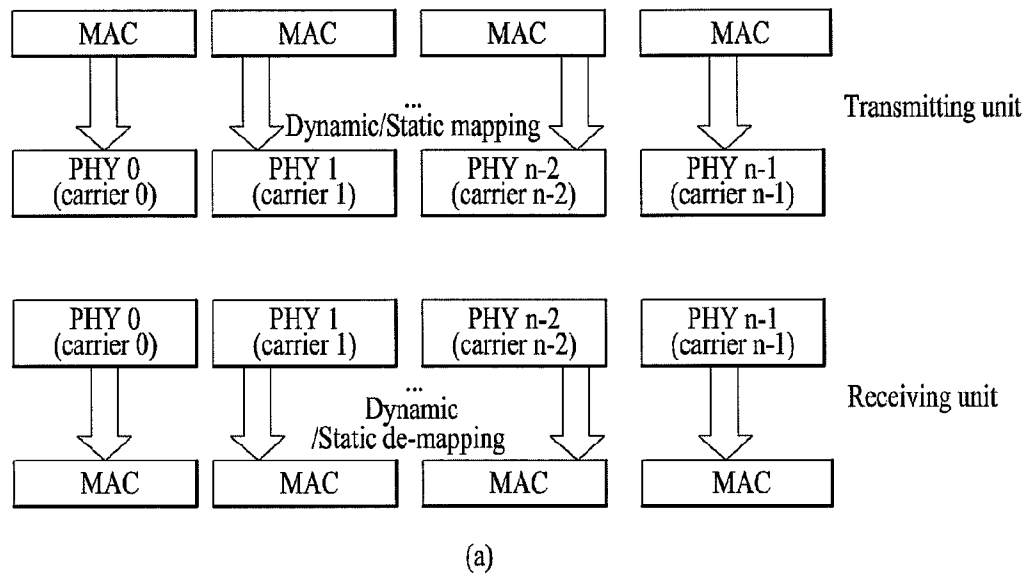 MAC MAC MAC MAC
...
Dynamic/Static mapping
Transmitting unit
PHY 0 PHY 1 PHY n-2 PHY n-1
(carrier 0) (carrier 1) (carrier n-2) (carrier n-1)
PHY 0 PHY 1 PHY n-2 PHY n-1
(carrier 0) (carrier 1) (carrier n-2) (carrier n-1)
...
Dynamic
/Static de-mapping
Receiving unit
MAC MAC MAC MAC
(a)